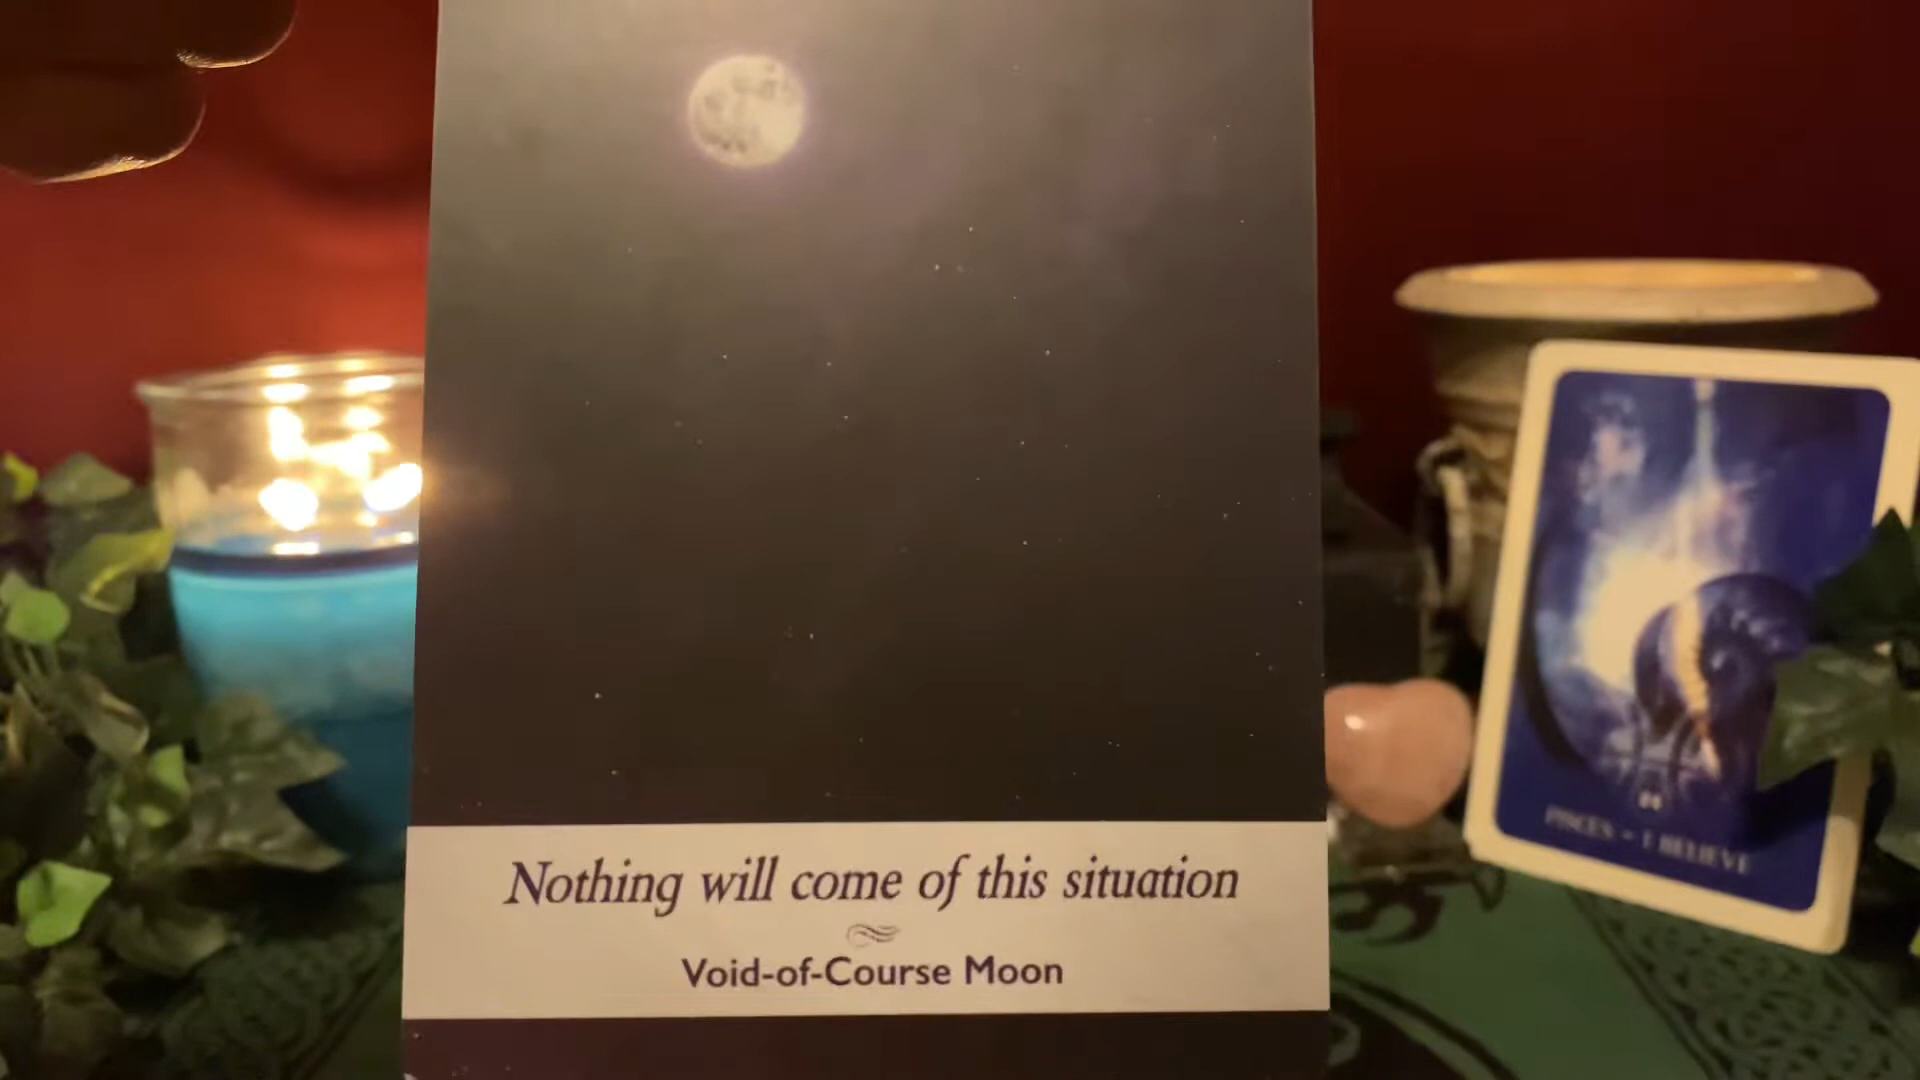 Nothing will come of this situation
Void-of-Course Moon
PISCES – I BELIEVE